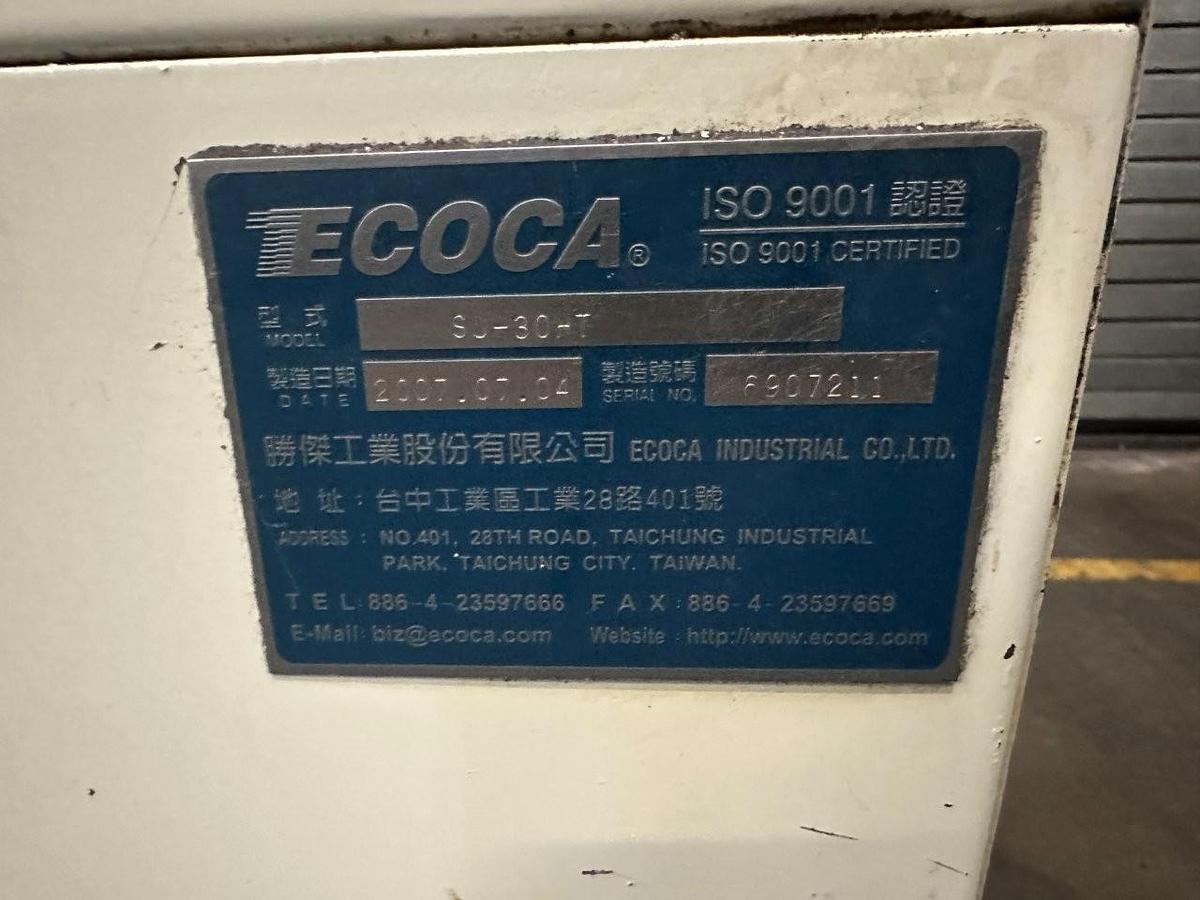 ECOCA® ISO 9001 認證
ISO 9001 CERTIFIED
型式
MODEL
製造日期 2007.07.04 製造號碼 6907211
DATE SERIAL NO.
勝傑工業股份有限公司 ECOCA INDUSTRIAL CO.,LTD.
地址：台中工業區工業28路401號
ADDRESS : NO.401, 28TH ROAD, TAICHUNG INDUSTRIAL
PARK, TAICHUNG CITY, TAIWAN.
TEL:886-4-23597666 FAX:886-4-23597669
E-Mail:biz@ecoca.com Website:http://www.ecoca.com